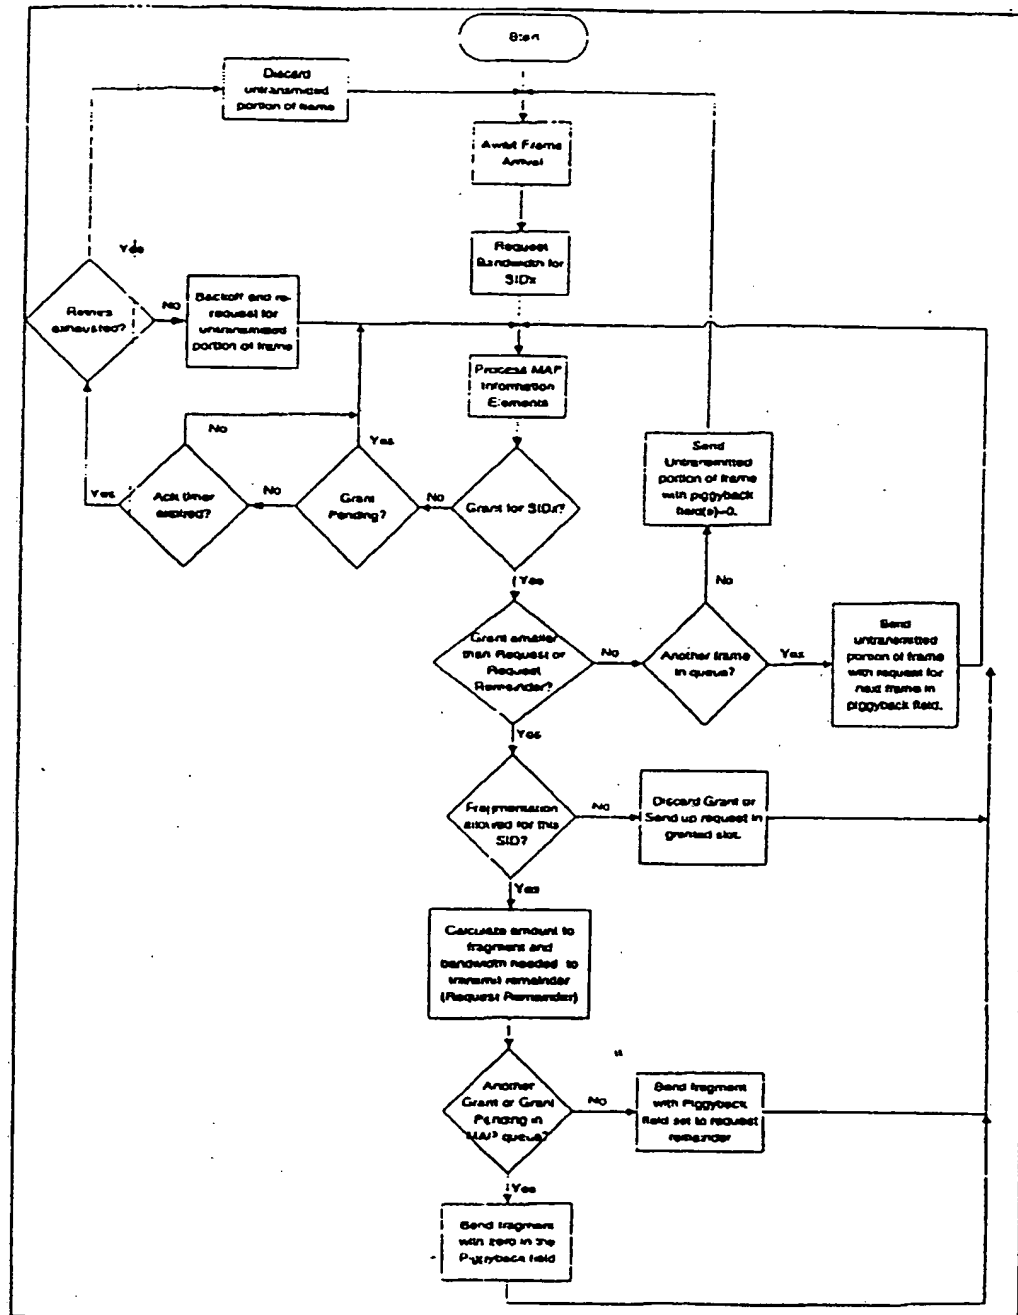 Start
Discard
untransmitted
portion of frame
Await Frame
Arrival
Request
Bandwidth for
SIDx
Yes
Retries
exhausted?
No
Backoff and re-
request for
untransmitted
portion of frame
Process MAP
Information
Elements
No
Yes
Send
Untransmitted
portion of frame
with piggyback
field(s)=0.
Yes
Ack timer
expired?
No
Grant
Pending?
No
Grant for SIDx?
Yes
No
Grant smaller
than Request or
Request
Remainder?
No
Another frame
in queue?
Yes
Send
untransmitted
portion of frame
with request for
next frame in
piggyback field.
Yes
Fragmentation
allowed for this
SID?
No
Discard Grant or
Send up request in
granted slot.
Yes
Calculate amount to
fragment and
bandwidth needed to
transmit remainder
(Request Remainder)
Another
Grant or Grant
Pending in
MAP queue?
No
Send fragment
with Piggyback
field set to request
remainder
Yes
Send fragment
with zero in the
Piggyback field